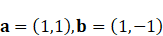 a = (1,1),b = (1,−1)